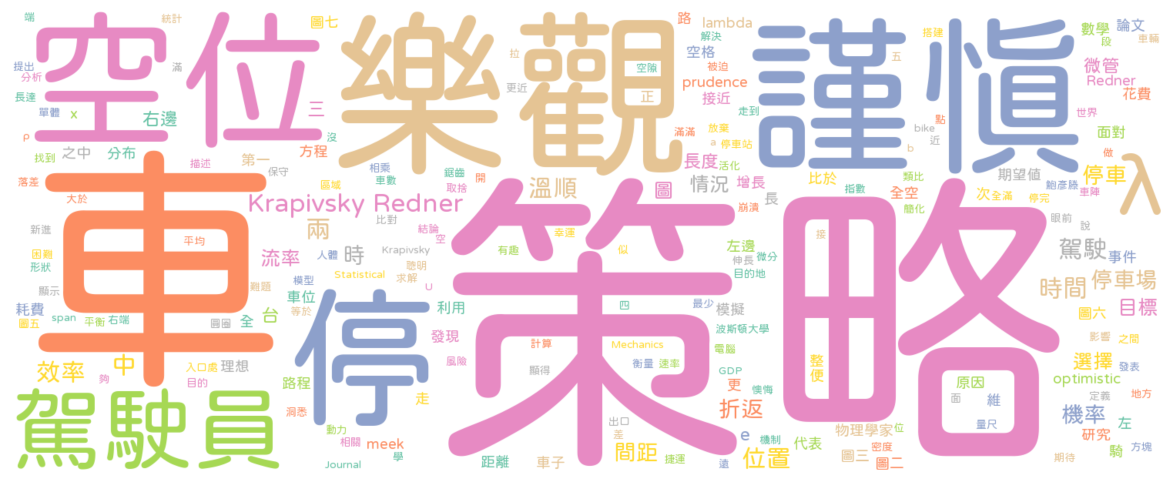 空位
樂觀
謹慎
車
策略
停
駕駛員
λ
Krapivsky Redner
端
統計
圖七
提出
分析
滿
長達
單體
x
右邊
ρ
之中
分布
三
沒
方程
找到
描述
第一
保守
落差
大於
區域
相乘
車數
鋸齒
取捨
開
路
lambda
解決
空格
空隙
被迫
拉
更近
prudence
正
接近
走到
滿滿
放棄
a
停車站
長度
活化
搭建
五
數學
段
論文
車輛
微管
Redner
花費
點
世界
bike
近
b
面對
做
期望值
停車
比於
指數
類比
簡化
全空
次
全滿
停完
車陣
溫順
圖
情況
增長
崩潰
長
眼前
說
新進
困難
形狀
顯示
平均
兩
流率
時
比對
結論
空
人體
Krapivsky
聰明
求解
模型
Statistical
難題
車位
等於
U
有趣
幸運
似
左邊
微分
伸長
目的地
駕駛
事件
耗費
圖五
span
平衡
右端
圓圈
全
台
利用
發現
四
最少
模擬
波斯頓大學
時間
停車場
目標
圖六
影響
之間
效率
中
入口處
理想
夠
目的
路程
風險
顯得
計算
Mechanics
衡量
速率
電腦
GDP
更
懊悔
整便
接
選擇
發表
optimistic
定義
地方
原因
面
維
量尺
機率
左
研究
方塊
騎
期待
走
洞悉
動力
相關
meek
學
Journal
折返
出口
差
間距
捷運
距離
車子
e
遠
機制
位置
代表
物理學家
位
密度
圖三
圖二